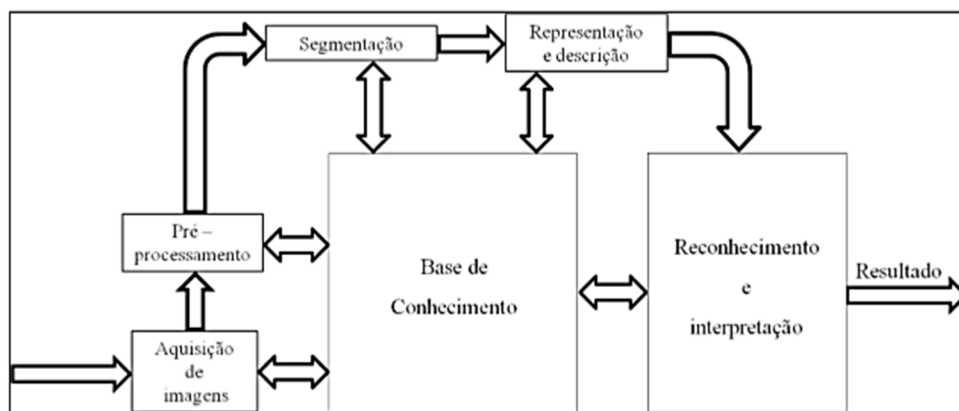 Segmentação
Representação
e descrição
Pré –
processamento
Base de
Conhecimento
Reconhecimento
e
interpretação
Resultado
Aquisição
de
imagens